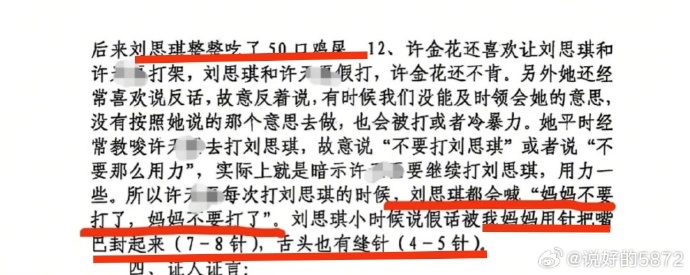 后来刘思琪整整吃了50口鸡屎。12、许金花还喜欢让刘思琪和
许 打架，刘思琪和许 假打，许金花还不肯。另外她还经
常喜欢说反话，故意反着说，有时候我们没能及时领会她的意思，
没有按照她说的那个意思去做，也会被打或者冷暴力。她平时经
常教唆许 去打刘思琪，故意说“不要打刘思琪”或者说“不
要那么用力”，实际上就是暗示许 要继续打刘思琪，用力一
些。所以许 每次打刘思琪的时候，刘思琪都会喊“妈妈不要
打了，妈妈不要打了”。刘思琪小时候说假话被我妈妈用针把嘴
巴封起来（7-8针），舌头也有缝针（4-5针）。
四、证人证言：
@说好的5872